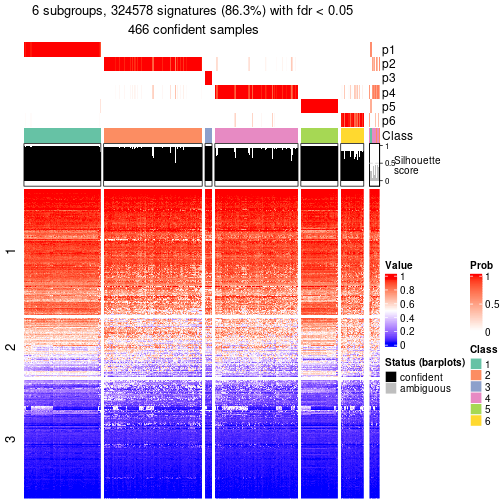 6 subgroups, 324578 signatures (86.3%) with fdr < 0.05
466 confident samples
p1
p2
p3
p4
p5
p6
Class
1
0.5
0
Silhouette
score
1
2
3
Value
1
0.8
0.6
0.4
0.2
0
Prob
1
0.5
0
Status (barplots)
confident
ambiguous
Class
1
2
3
4
5
6